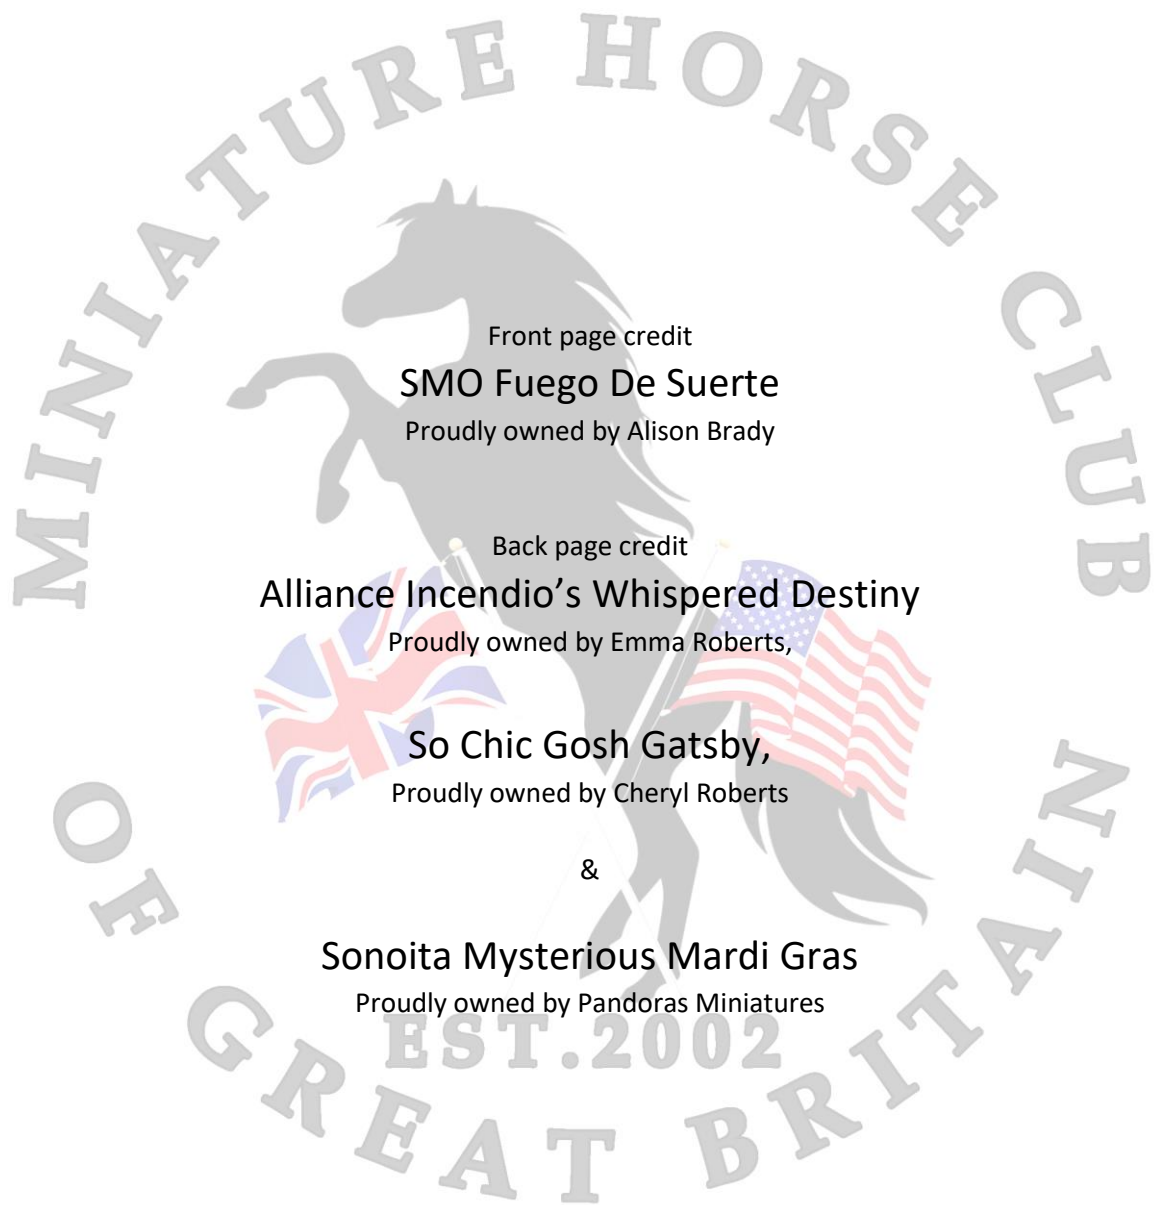 MINIATURE HORSE CLUB
Front page credit
SMO Fuego De Suerte
Proudly owned by Alison Brady
Back page credit
Alliance Incendio’s Whispered Destiny
Proudly owned by Emma Roberts,
So Chic Gosh Gatsby,
Proudly owned by Cheryl Roberts
&
Sonoita Mysterious Mardi Gras
Proudly owned by Pandoras Miniatures
EST.2002
OF GREAT BRITAIN